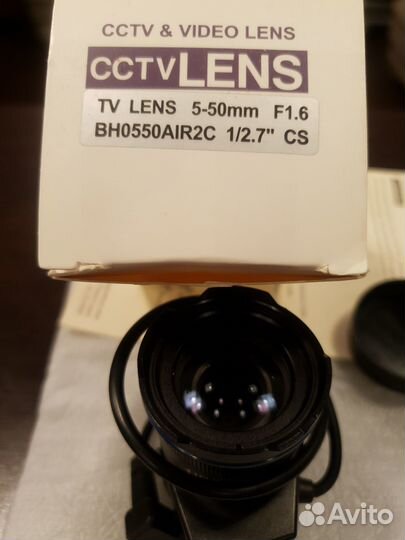 CCTV & VIDEO LENS
CCTV LENS
TV LENS 5-50mm F1.6
BH0550AIR2C 1/2.7" CS
Avito